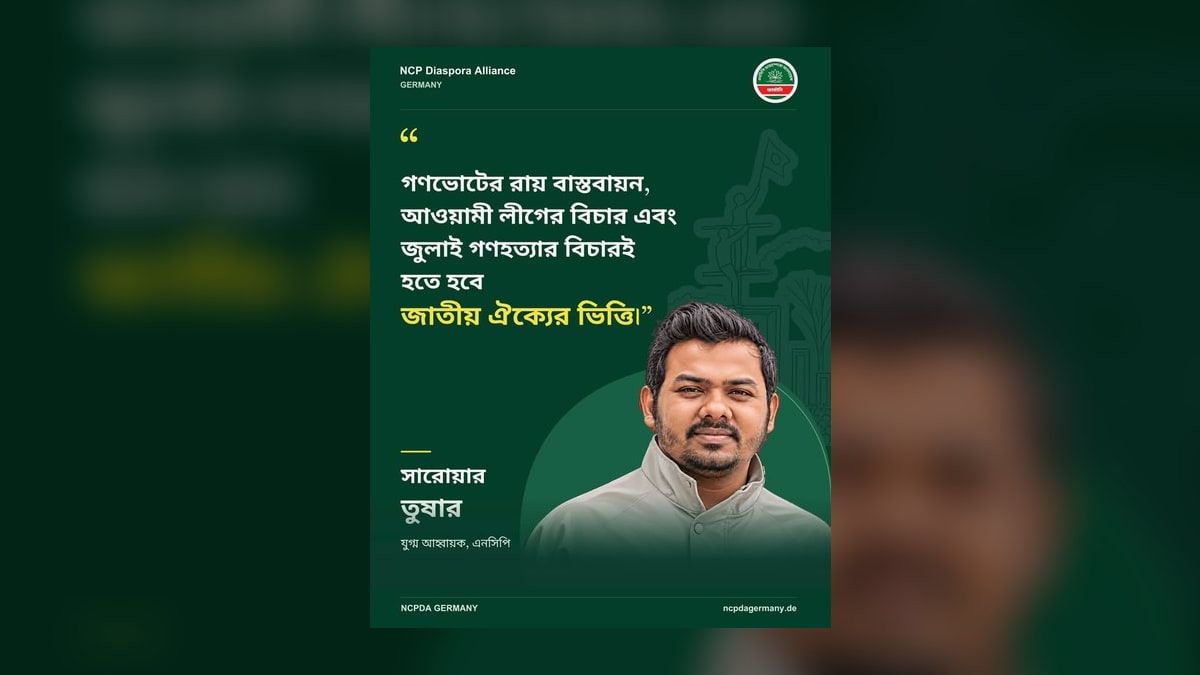 NCP Diaspora Alliance
GERMANY
“
গণভোটের রায় বাস্তবায়ন,
আওয়ামী লীগের বিচার এবং
জুলাই গণহত্যার বিচারই
হতে হবে
জাতীয় ঐক্যের ভিত্তি।”
সারোয়ার
তুষার
যুগ্ম আহ্বায়ক, এনসিপি
NCPDA GERMANY
ncpdagermany.de